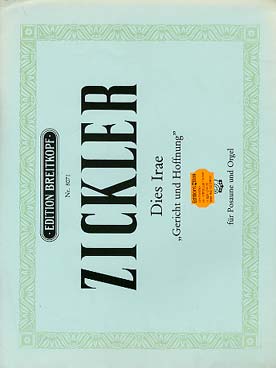 EDITION BREITKOPF
Nr. 8271
ZICKLER
Dies Irae
„Gericht und Hoffnung”
für Posaune und Orgel